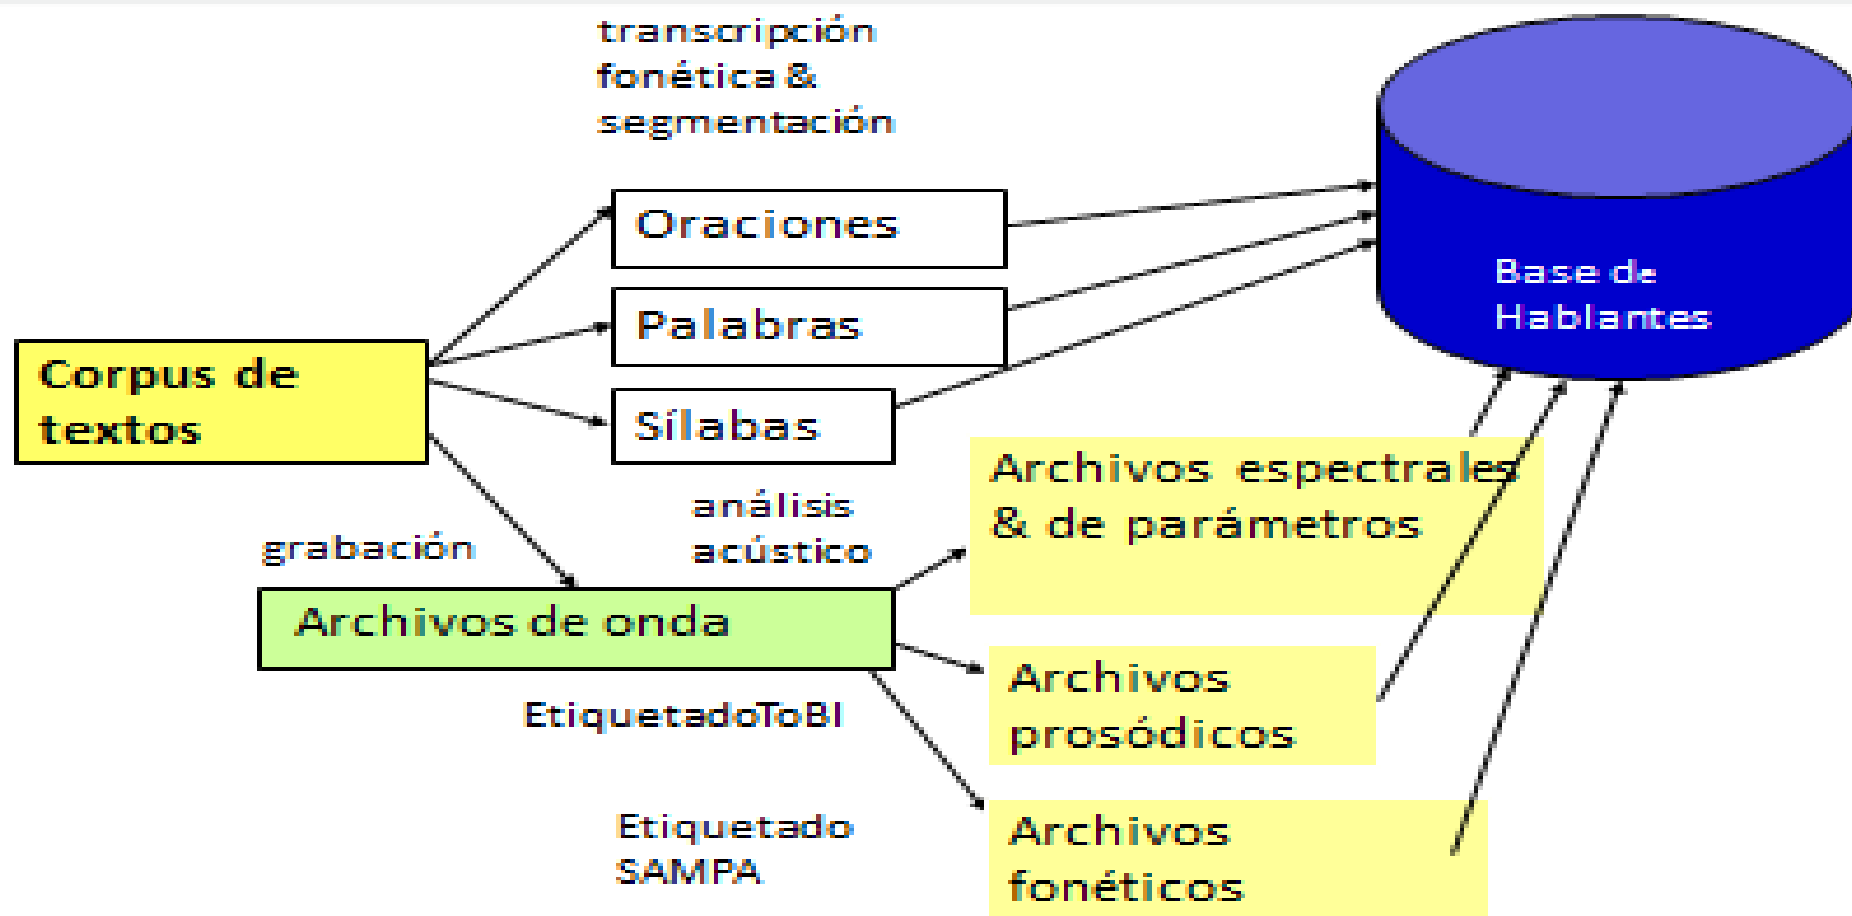 transcripción
fonética &
segmentación
Oraciones
Palabras
Sílabas
Base de
Hablantes
Corpus de
textos
análisis
acústico
grabación
Archivos espectrales
& de parámetros
Archivos de onda
Archivos
prosódicos
EtiquetadoToBI
Etiquetado
SAMPA
Archivos
fonéticos